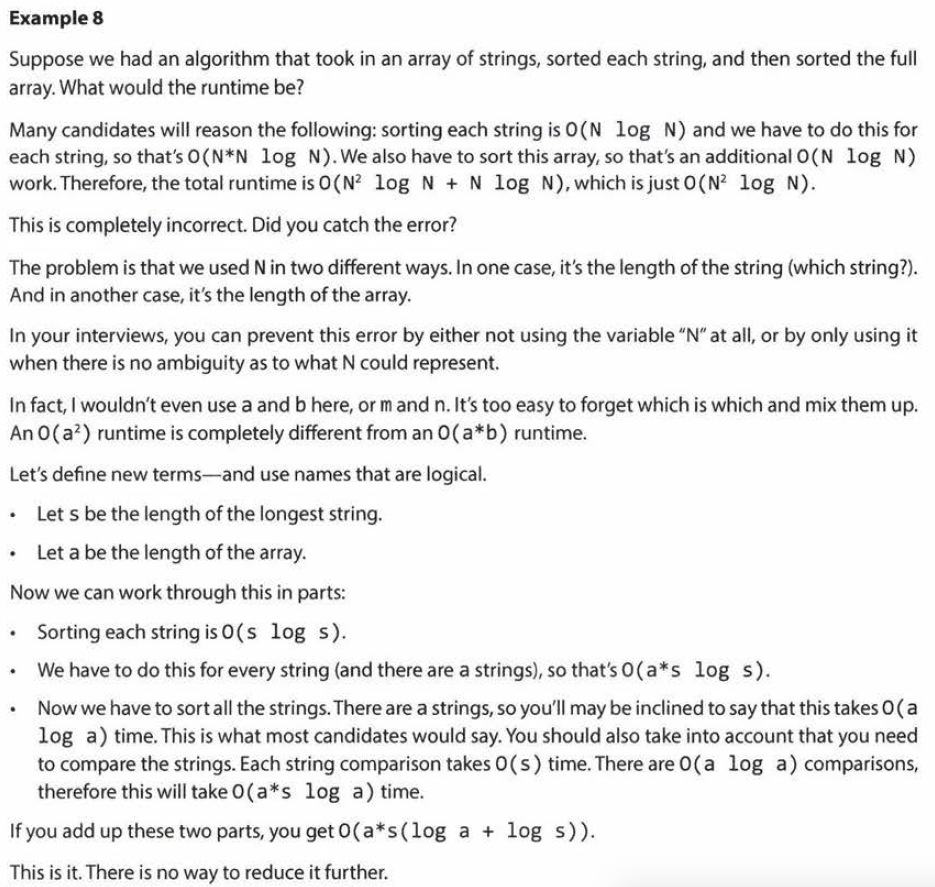 Example 8
Suppose we had an algorithm that took in an array of strings, sorted each string, and then sorted the full
array. What would the runtime be?
Many candidates will reason the following: sorting each string is O(N log N) and we have to do this for
each string, so that's O(N*N log N). We also have to sort this array, so that's an additional O(N log N)
work. Therefore, the total runtime is O(N² log N + N log N), which is just O(N² log N).
This is completely incorrect. Did you catch the error?
The problem is that we used N in two different ways. In one case, it's the length of the string (which string?).
And in another case, it's the length of the array.
In your interviews, you can prevent this error by either not using the variable "N" at all, or by only using it
when there is no ambiguity as to what N could represent.
In fact, I wouldn't even use a and b here, or m and n. It's too easy to forget which is which and mix them up.
An O(a²) runtime is completely different from an O(a*b) runtime.
Let's define new terms—and use names that are logical.
• Let s be the length of the longest string.
• Let a be the length of the array.
Now we can work through this in parts:
• Sorting each string is O(s log s).
• We have to do this for every string (and there are a strings), so that's O(a*s log s).
• Now we have to sort all the strings. There are a strings, so you'll may be inclined to say that this takes O(a
log a) time. This is what most candidates would say. You should also take into account that you need
to compare the strings. Each string comparison takes O(s) time. There are O(a log a) comparisons,
therefore this will take O(a*s log a) time.
If you add up these two parts, you get O(a*s(log a + log s)).
This is it. There is no way to reduce it further.